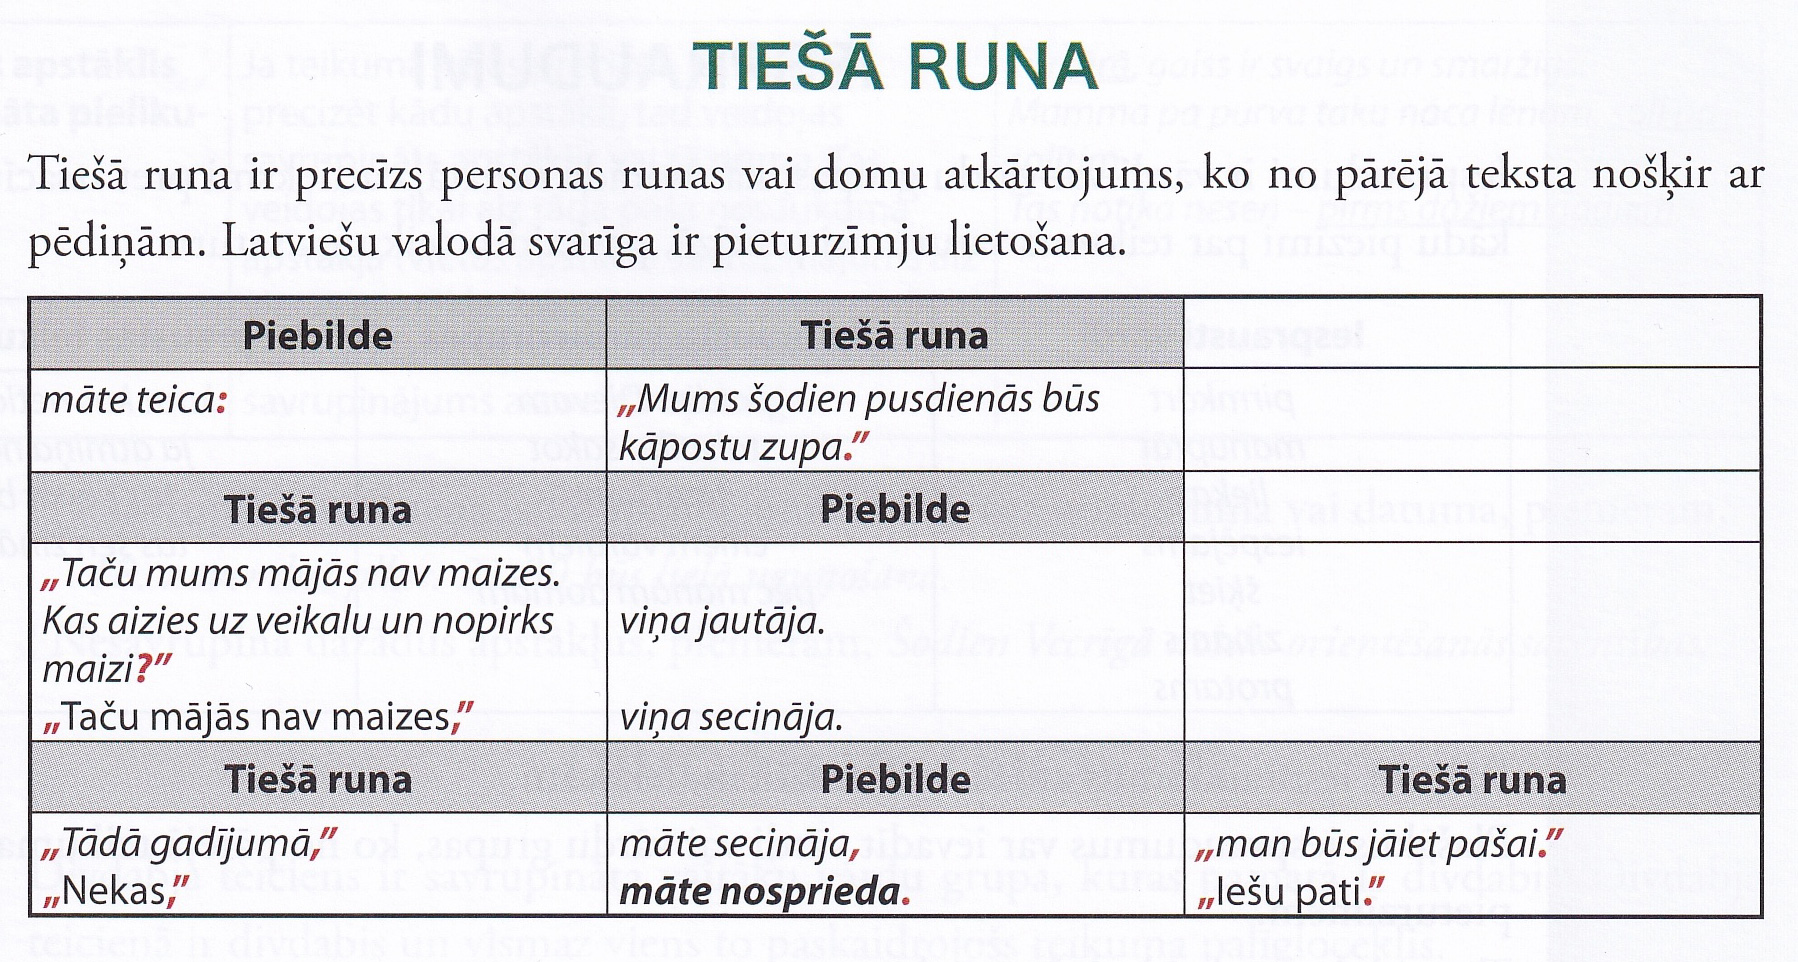 TIEŠĀ RUNA
Tiešā runa ir precīzs personas runas vai domu atkārtojums, ko no pārējā teksta nošķir ar
pēdiņām. Latviešu valodā svarīga ir pieturzīmju lietošana.
Piebilde Tiešā runa
māte teica: „Mums šodien pusdienās būs
kāpostu zupa.”
Tiešā runa Piebilde
„Taču mums mājās nav maizes.
Kas aizies uz veikalu un nopirks viņa jautāja.
maizi?”
„Taču mājās nav maizes,” viņa secināja.
Tiešā runa Piebilde Tiešā runa
„Tādā gadījumā,” māte secināja, „man būs jāiet pašai.”
„Nekas,” māte nosprieda. „Iešu pati.”